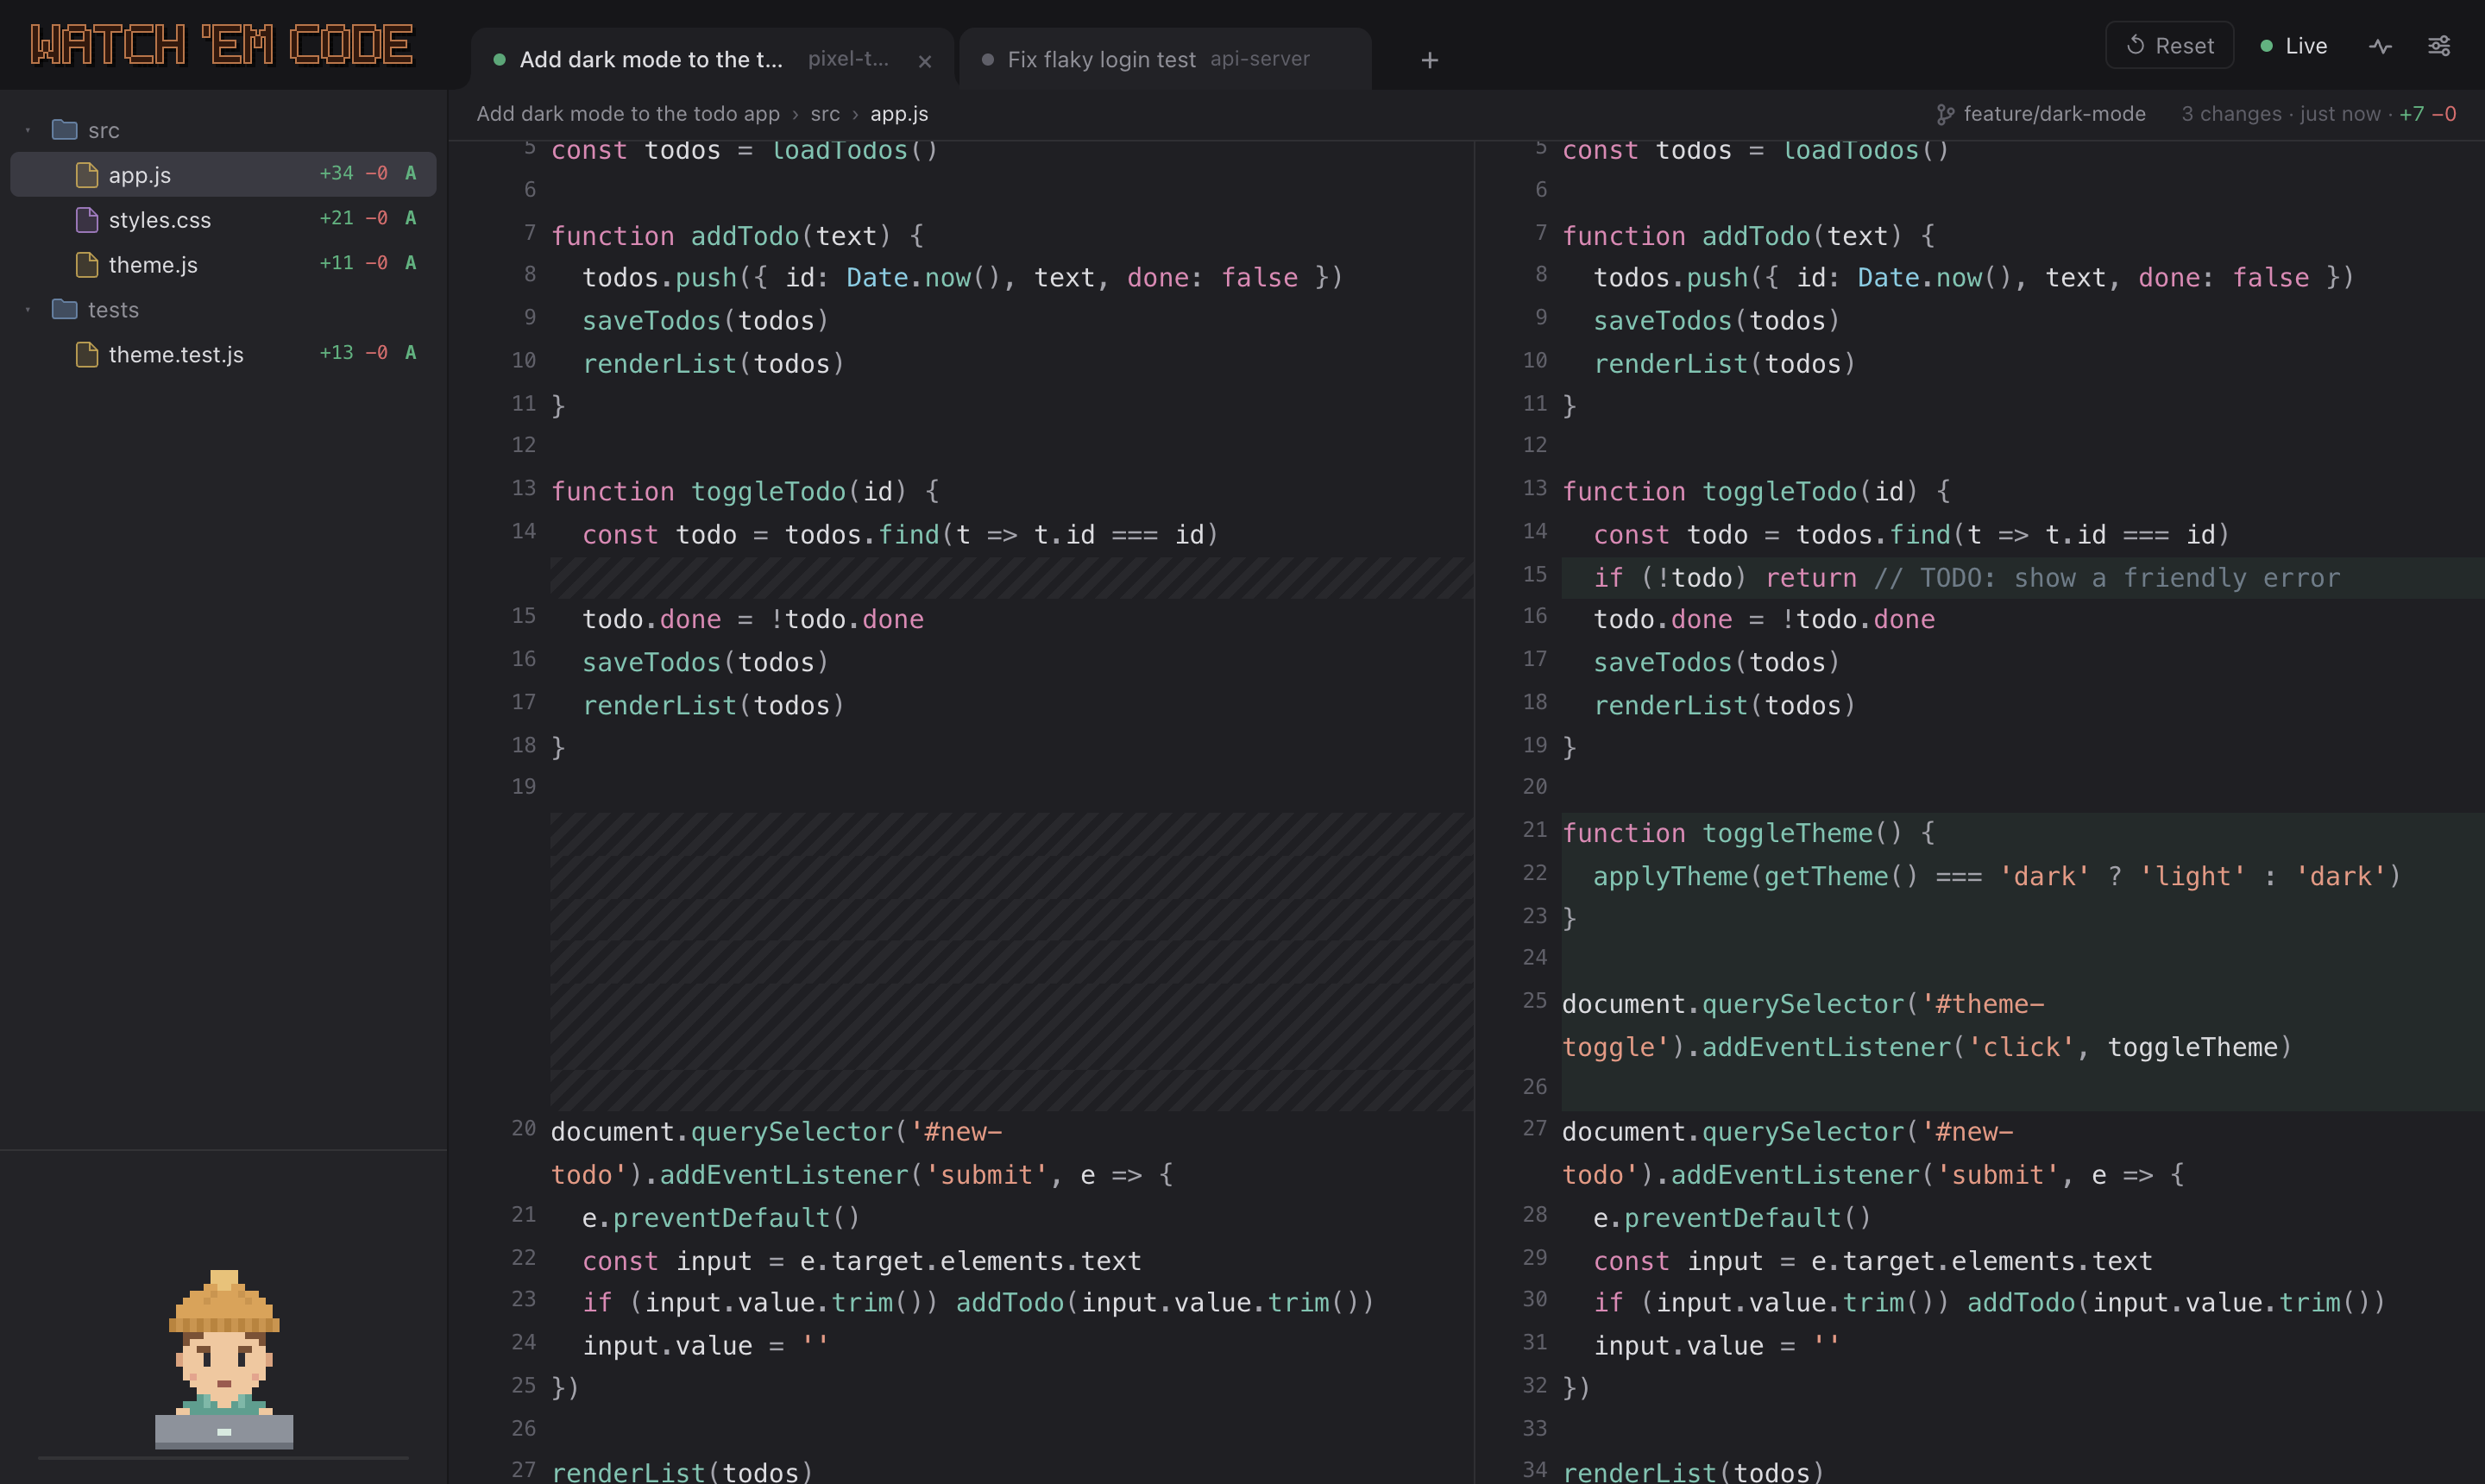 WATCH 'EM CODE
Add dark mode to the t... pixel-t... ×
Fix flaky login test api-server
+
Reset
Live
src
app.js +34 −0 A
styles.css +21 −0 A
theme.js +11 −0 A
tests
theme.test.js +13 −0 A
Add dark mode to the todo app › src › app.js
feature/dark-mode 3 changes · just now · +7 −0
5 const todos = loadTodos()
6
7 function addTodo(text) {
8   todos.push({ id: Date.now(), text, done: false })
9   saveTodos(todos)
10   renderList(todos)
11 }
12
13 function toggleTodo(id) {
14   const todo = todos.find(t => t.id === id)
15   todo.done = !todo.done
16   saveTodos(todos)
17   renderList(todos)
18 }
19
20 document.querySelector('#new-
todo').addEventListener('submit', e => {
21   e.preventDefault()
22   const input = e.target.elements.text
23   if (input.value.trim()) addTodo(input.value.trim())
24   input.value = ''
25 })
26
27 renderList(todos)
5 const todos = loadTodos()
6
7 function addTodo(text) {
8   todos.push({ id: Date.now(), text, done: false })
9   saveTodos(todos)
10   renderList(todos)
11 }
12
13 function toggleTodo(id) {
14   const todo = todos.find(t => t.id === id)
15   if (!todo) return // TODO: show a friendly error
16   todo.done = !todo.done
17   saveTodos(todos)
18   renderList(todos)
19 }
20
21 function toggleTheme() {
22   applyTheme(getTheme() === 'dark' ? 'light' : 'dark')
23 }
24
25 document.querySelector('#theme-
toggle').addEventListener('click', toggleTheme)
26
27 document.querySelector('#new-
todo').addEventListener('submit', e => {
28   e.preventDefault()
29   const input = e.target.elements.text
30   if (input.value.trim()) addTodo(input.value.trim())
31   input.value = ''
32 })
33
34 renderList(todos)